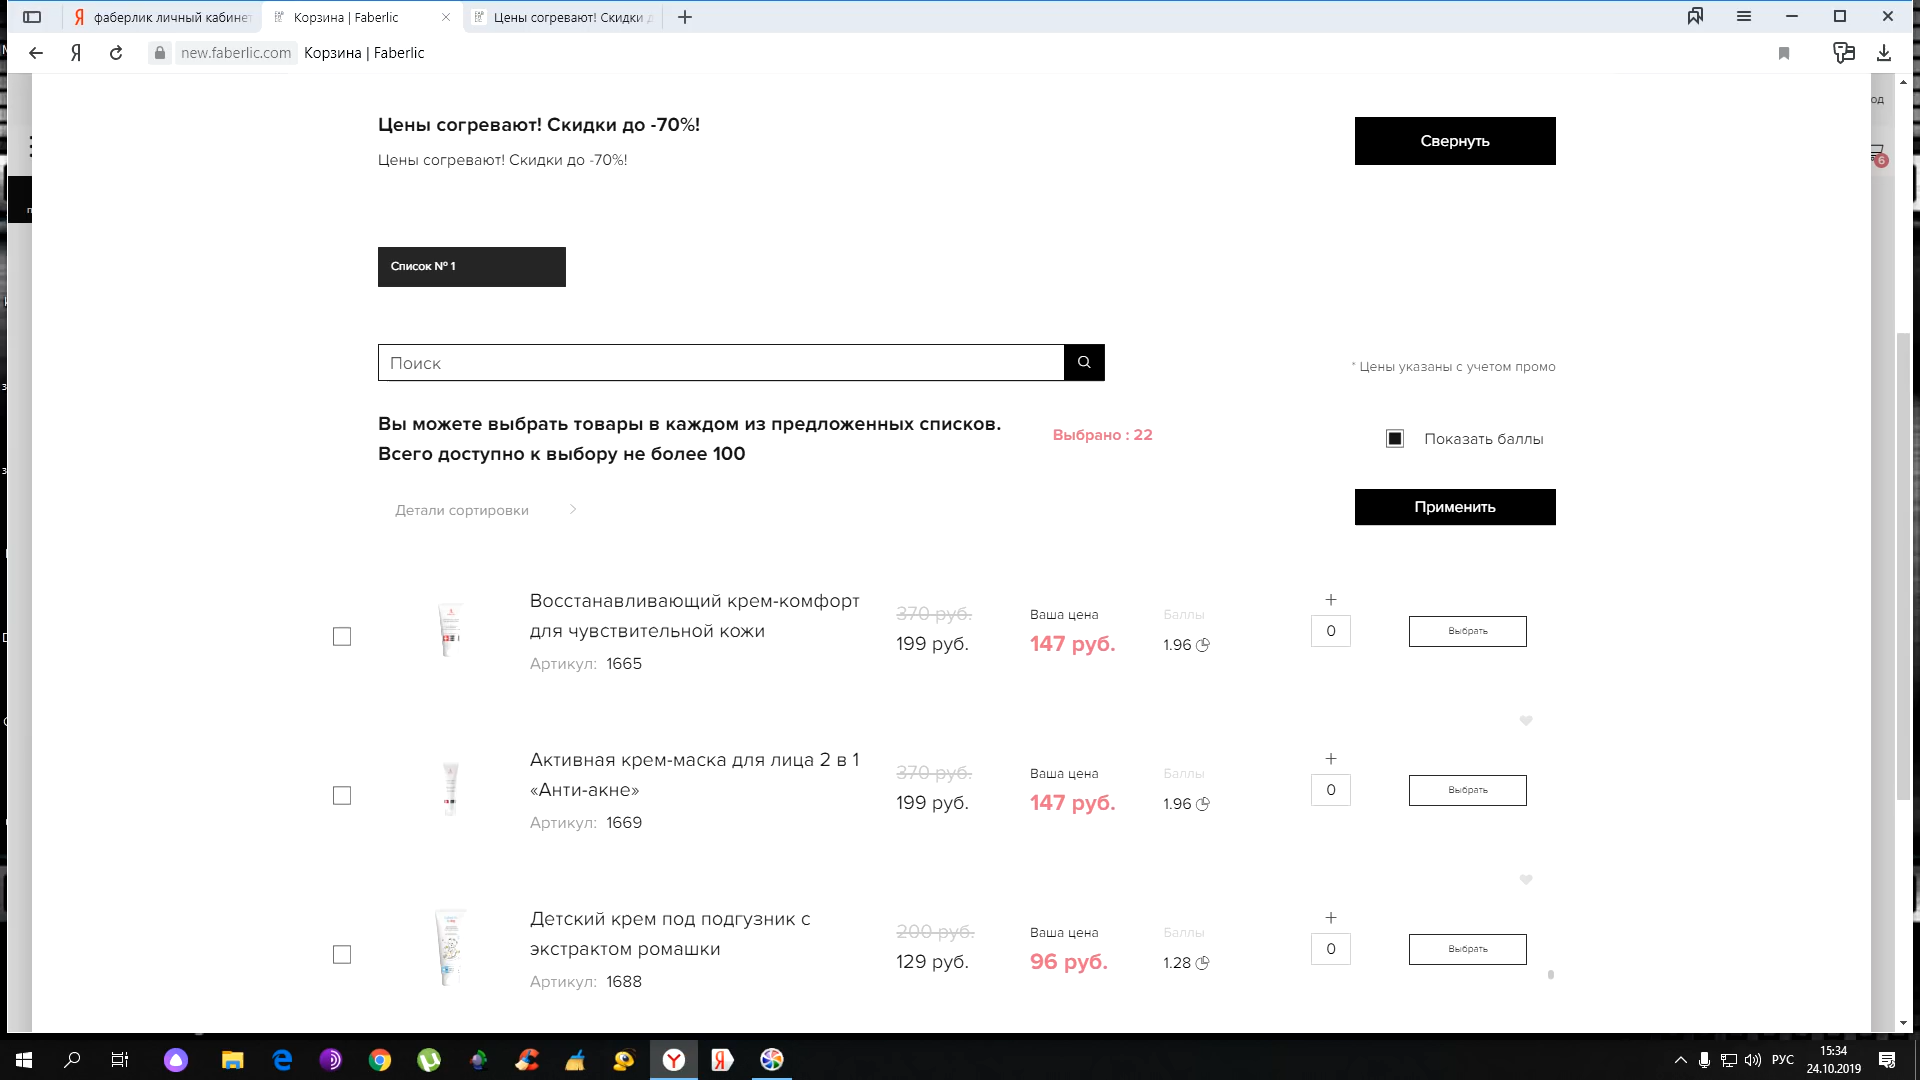 фаберлик личный кабинет
Корзина | Faberlic
Цены согревают! Скидки д
new.faberlic.com
Корзина | Faberlic
Цены согревают! Скидки до -70%!
Цены согревают! Скидки до -70%!
Свернуть
од
6
Список № 1
Поиск
* Цены указаны с учетом промо
Вы можете выбрать товары в каждом из предложенных списков.
Всего доступно к выбору не более 100
Выбрано : 22
Показать баллы
Детали сортировки
Применить
Восстанавливающий крем-комфорт
для чувствительной кожи
Артикул: 1665
370 руб.
199 руб.
Ваша цена
147 руб.
Баллы
1.96
+
0
Выбрать
Активная крем-маска для лица 2 в 1
«Анти-акне»
Артикул: 1669
370 руб.
199 руб.
Ваша цена
147 руб.
Баллы
1.96
+
0
Выбрать
Детский крем под подгузник с
экстрактом ромашки
Артикул: 1688
200 руб.
129 руб.
Ваша цена
96 руб.
Баллы
1.28
+
0
Выбрать
РУС
15:34
24.10.2019